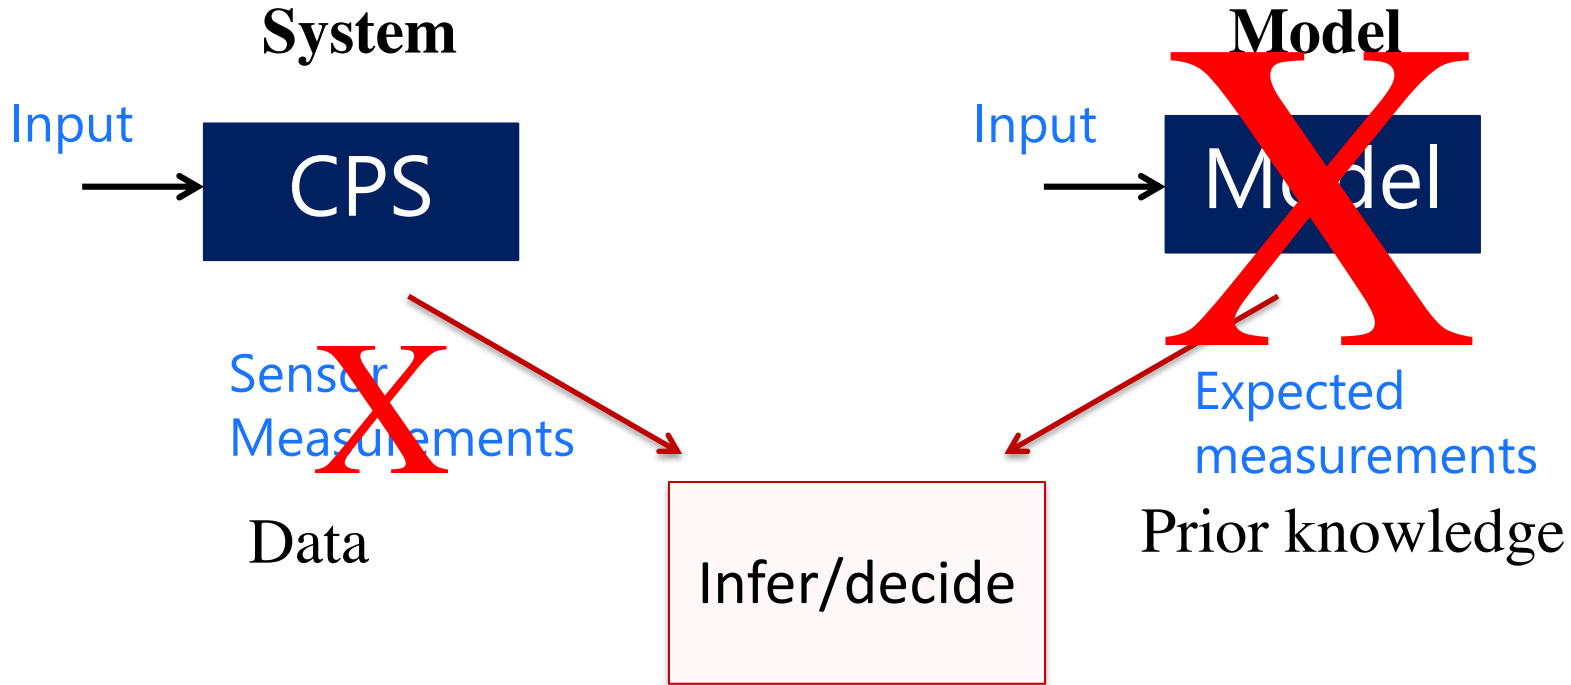 System
Model
Input
CPS
Input
Model
X
Sensor
Measurements
X
Data
Expected
measurements
Prior knowledge
Infer/decide